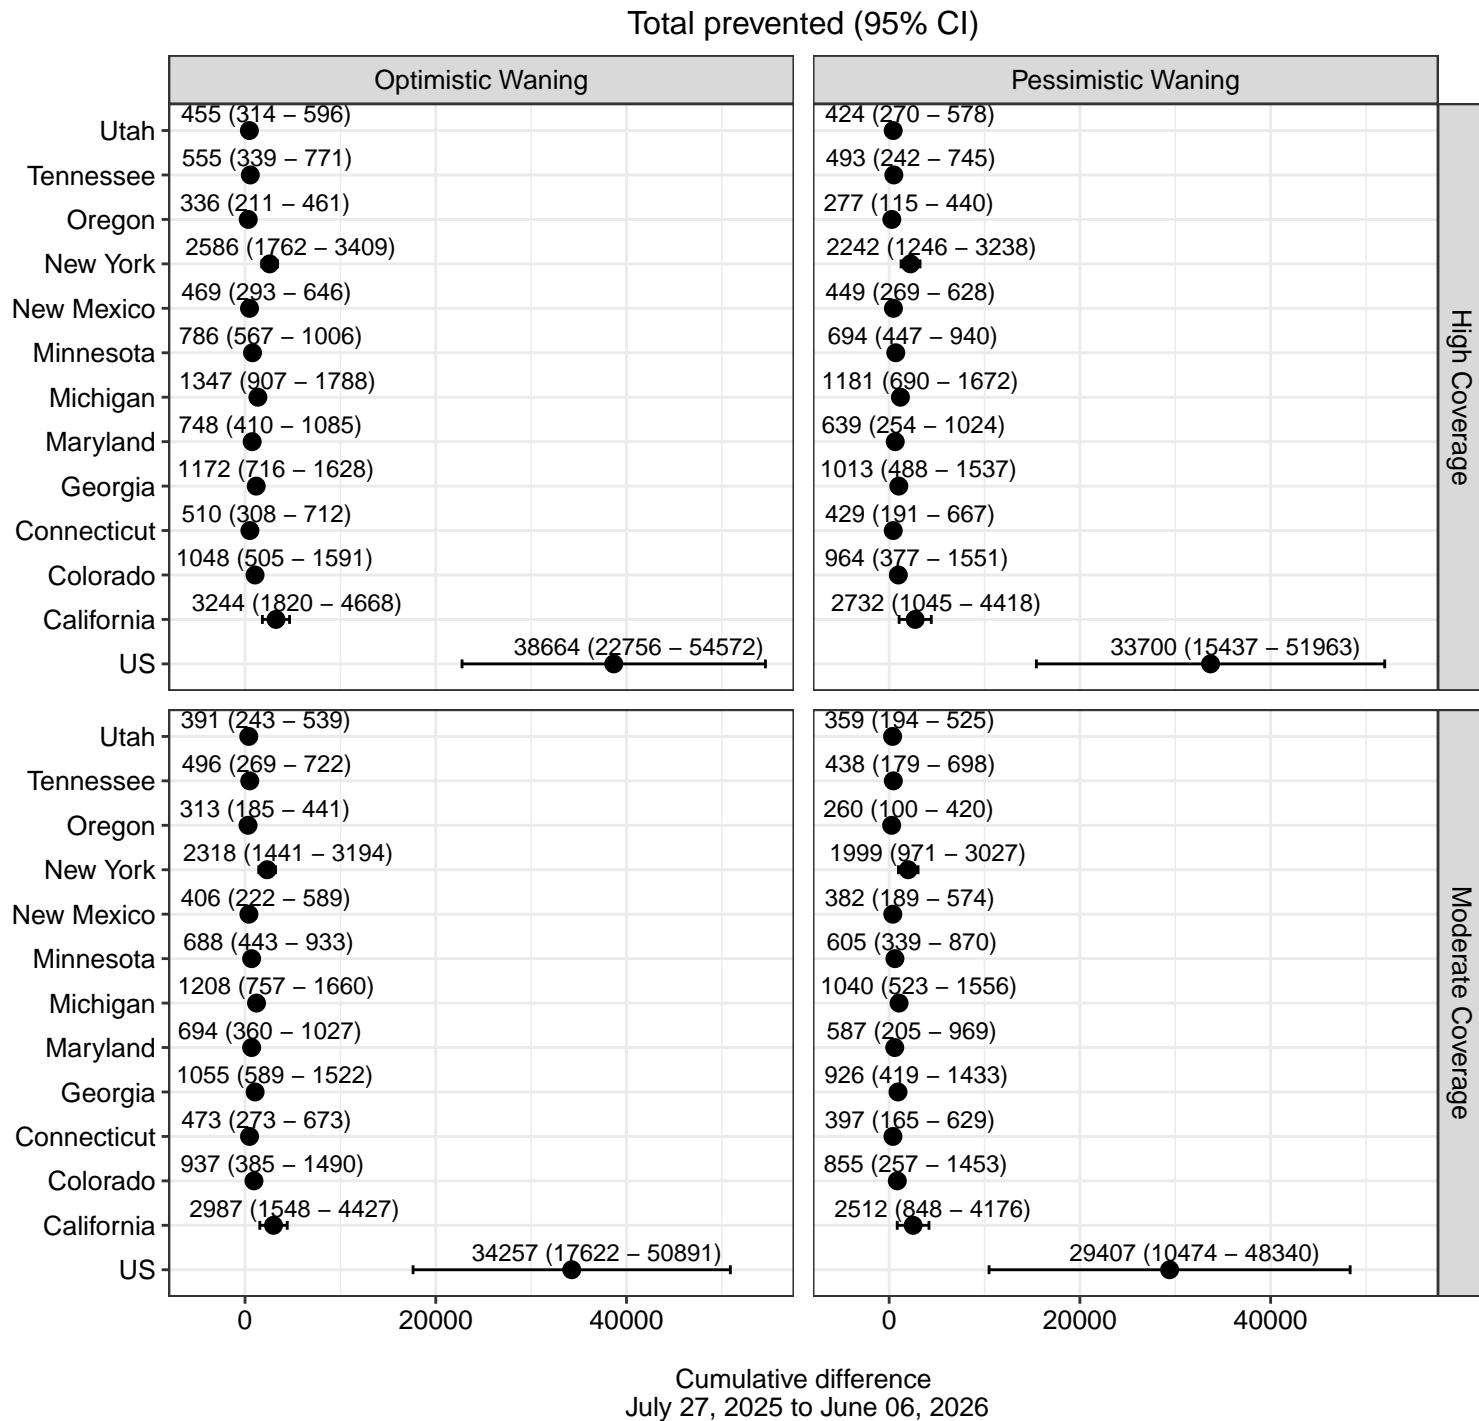 Total prevented (95% CI)
Optimistic Waning
Pessimistic Waning
High Coverage
Utah
455 (314 – 596)
424 (270 – 578)
Tennessee
555 (339 – 771)
493 (242 – 745)
Oregon
336 (211 – 461)
277 (115 – 440)
New York
2586 (1762 – 3409)
2242 (1246 – 3238)
New Mexico
469 (293 – 646)
449 (269 – 628)
Minnesota
786 (567 – 1006)
694 (447 – 940)
Michigan
1347 (907 – 1788)
1181 (690 – 1672)
Maryland
748 (410 – 1085)
639 (254 – 1024)
Georgia
1172 (716 – 1628)
1013 (488 – 1537)
Connecticut
510 (308 – 712)
429 (191 – 667)
Colorado
1048 (505 – 1591)
964 (377 – 1551)
California
3244 (1820 – 4668)
2732 (1045 – 4418)
US
38664 (22756 – 54572)
33700 (15437 – 51963)
Moderate Coverage
Utah
391 (243 – 539)
359 (194 – 525)
Tennessee
496 (269 – 722)
438 (179 – 698)
Oregon
313 (185 – 441)
260 (100 – 420)
New York
2318 (1441 – 3194)
1999 (971 – 3027)
New Mexico
406 (222 – 589)
382 (189 – 574)
Minnesota
688 (443 – 933)
605 (339 – 870)
Michigan
1208 (757 – 1660)
1040 (523 – 1556)
Maryland
694 (360 – 1027)
587 (205 – 969)
Georgia
1055 (589 – 1522)
926 (419 – 1433)
Connecticut
473 (273 – 673)
397 (165 – 629)
Colorado
937 (385 – 1490)
855 (257 – 1453)
California
2987 (1548 – 4427)
2512 (848 – 4176)
US
34257 (17622 – 50891)
29407 (10474 – 48340)
0
20000
40000
0
20000
40000
Cumulative difference
July 27, 2025 to June 06, 2026